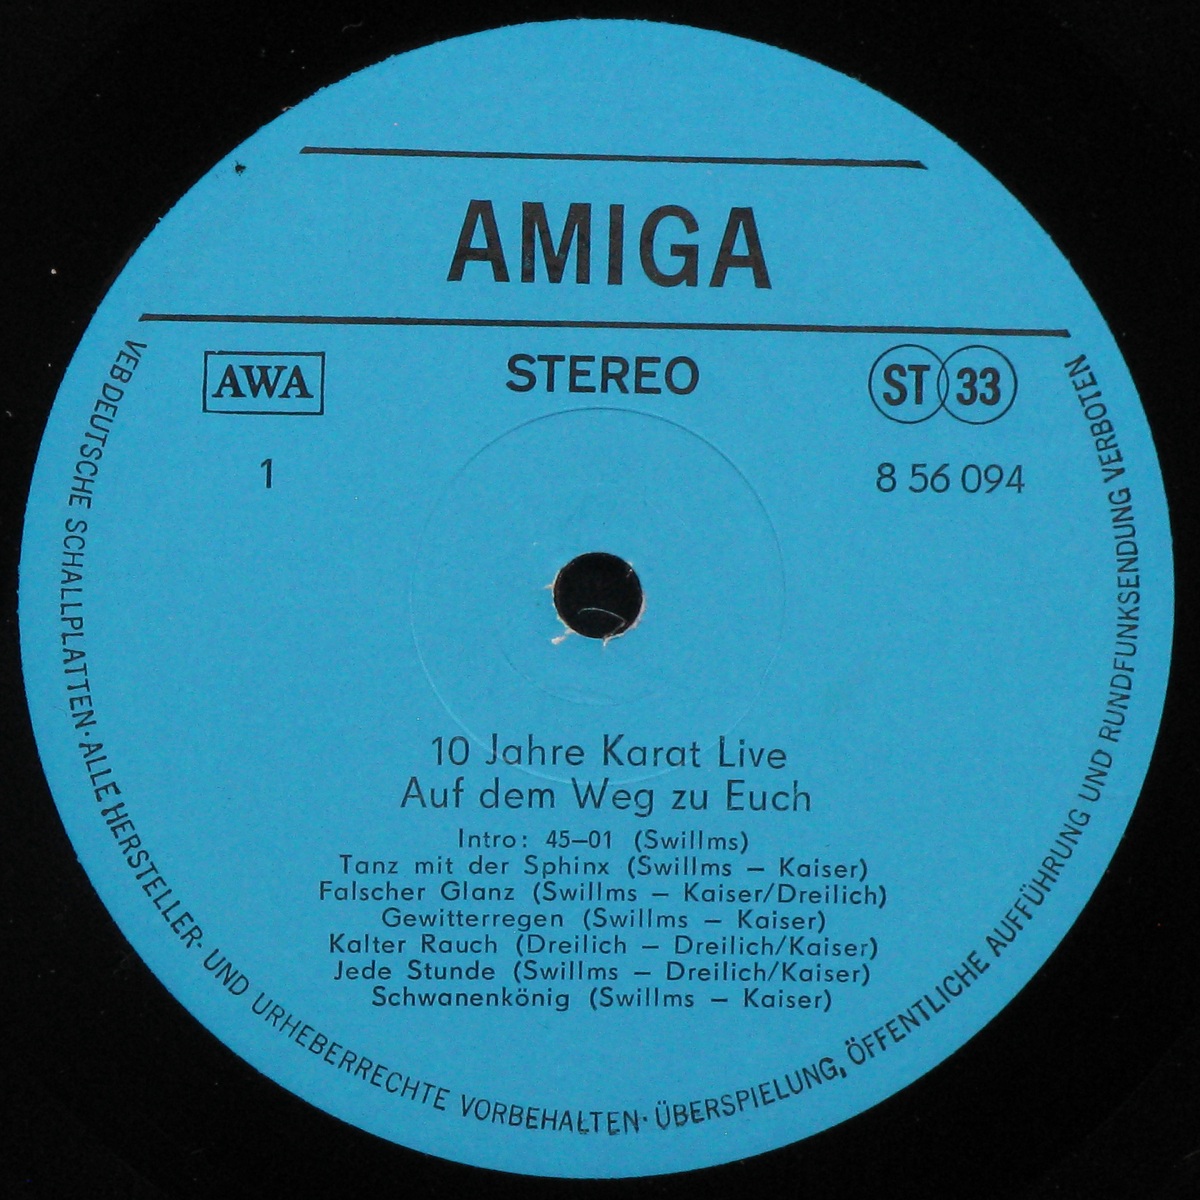 AMIGA
AWA
STEREO
ST 33
1
8 56 094
10 Jahre Karat Live
Auf dem Weg zu Euch
Intro: 45–01 (Swillms)
Tanz mit der Sphinx (Swillms – Kaiser)
Falscher Glanz (Swillms – Kaiser/Dreilich)
Gewitterregen (Swillms – Kaiser)
Kalter Rauch (Dreilich – Dreilich/Kaiser)
Jede Stunde (Swillms – Dreilich/Kaiser)
Schwanenkönig (Swillms – Kaiser)
VEB DEUTSCHE SCHALLPLATTEN · ALLE HERSTELLER- UND URHEBERRECHTE VORBEHALTEN · ÜBERSPIELUNG, ÖFFENTLICHE AUFFÜHRUNG UND RUNDFUNKSENDUNG VERBOTEN